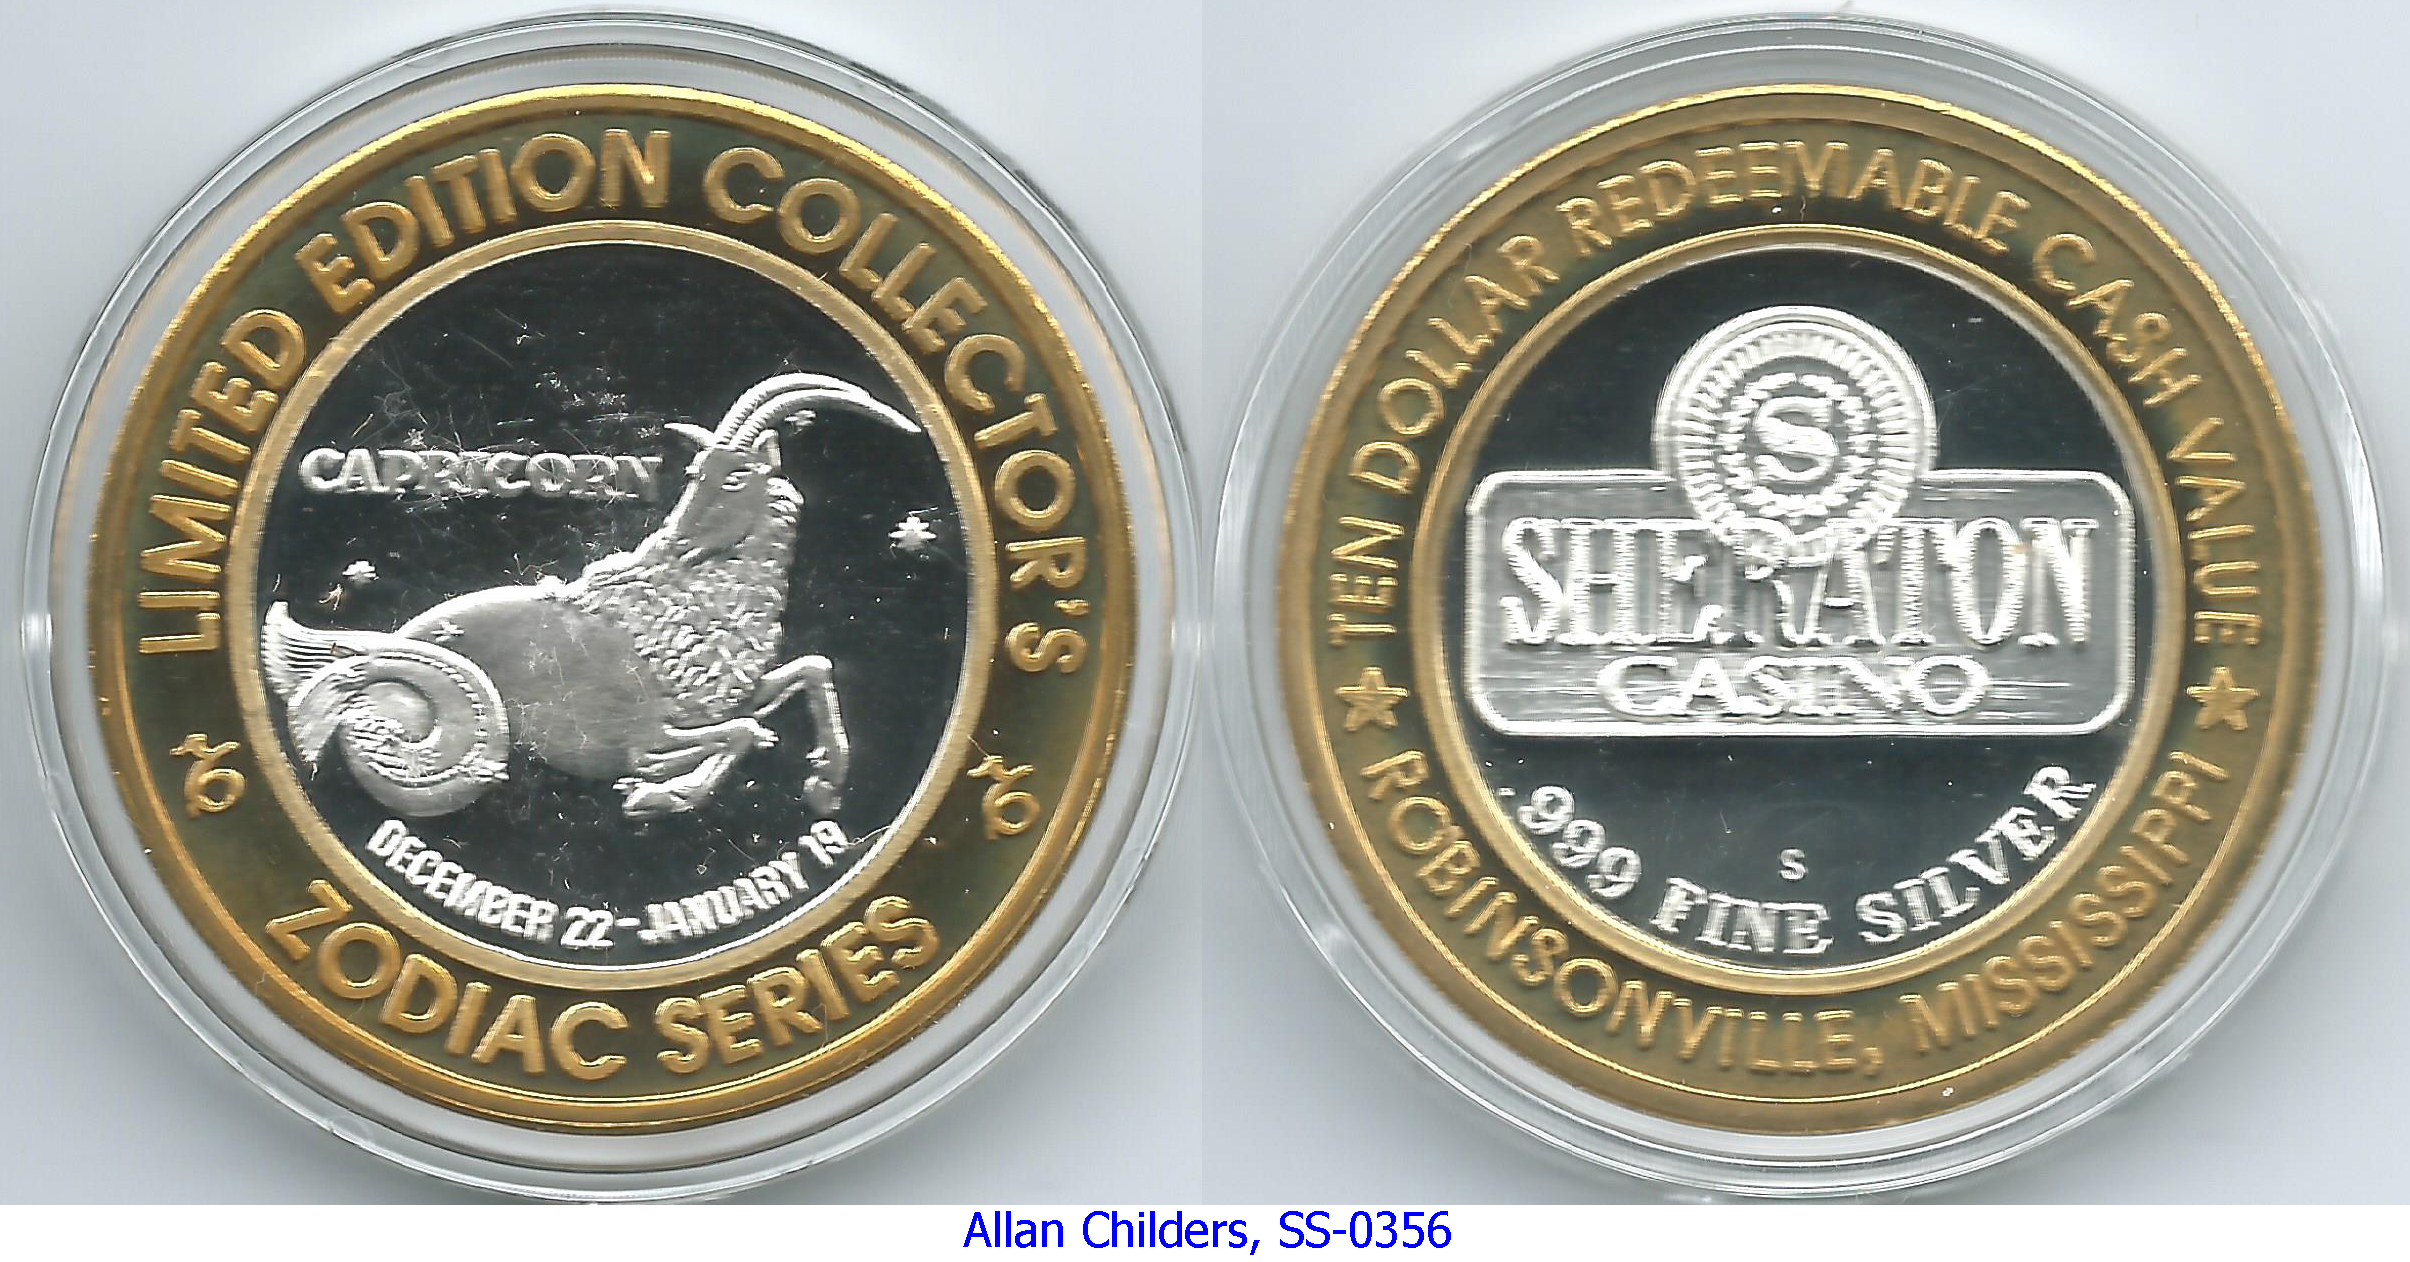 LIMITED EDITION COLLECTOR'S
CAPRICORN
DECEMBER 22-JANUARY 19
ZODIAC SERIES
TEN DOLLAR REDEEMABLE CASH VALUE
S
SHERATON
CASINO
S
.999 FINE SILVER
ROBINSONVILLE, MISSISSIPPI
Allan Childers, SS-0356